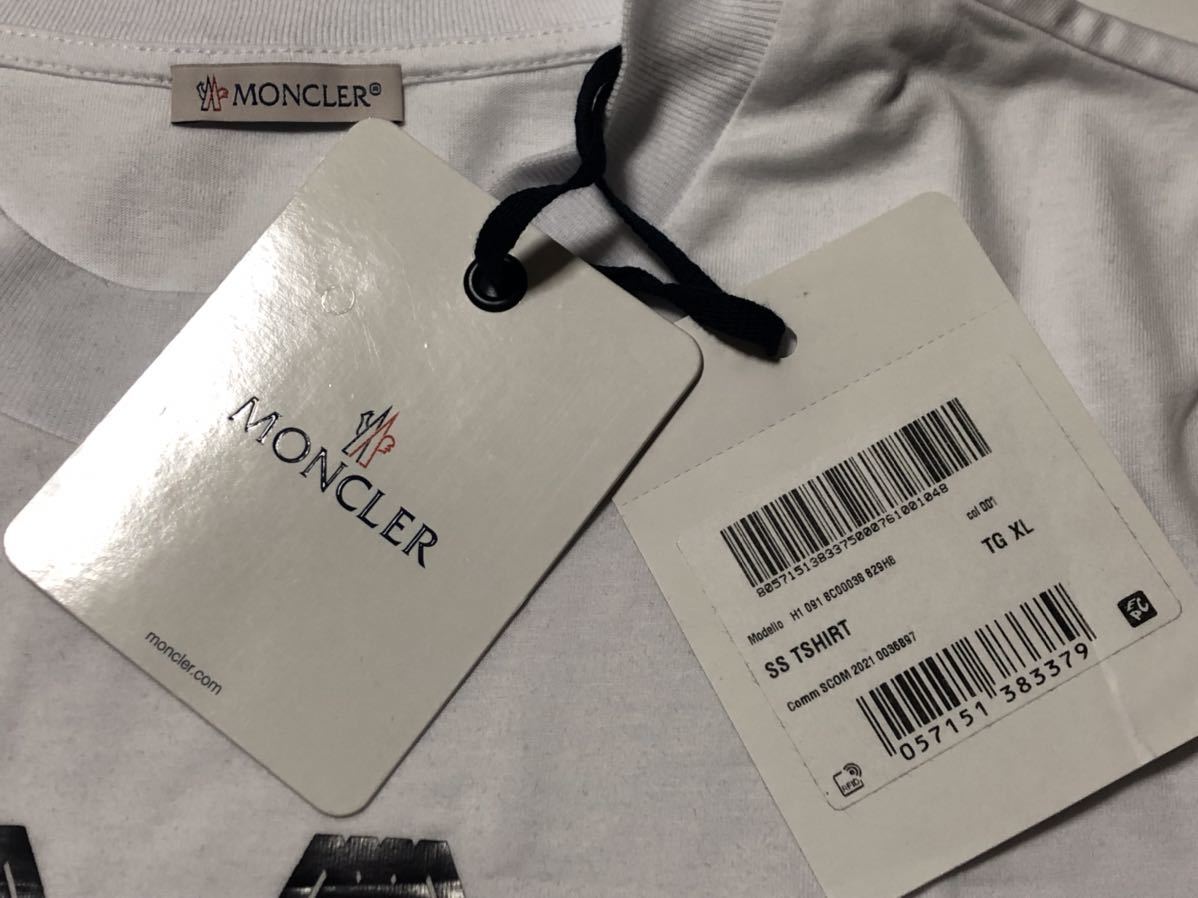 MONCLER®
MONCLER
moncler.com
8057151383375000761001048
col 001
Modello H1 091 8C00036 829H8
TG XL
SS TSHIRT
Comm SCOM 2021 0036897
057151 383379
RFID